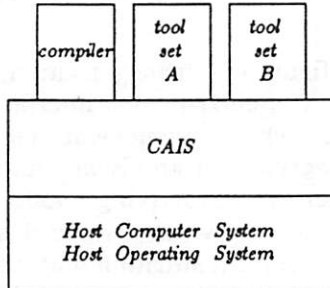 compiler
tool
set
A
tool
set
B
CAIS
Host Computer System
Host Operating System